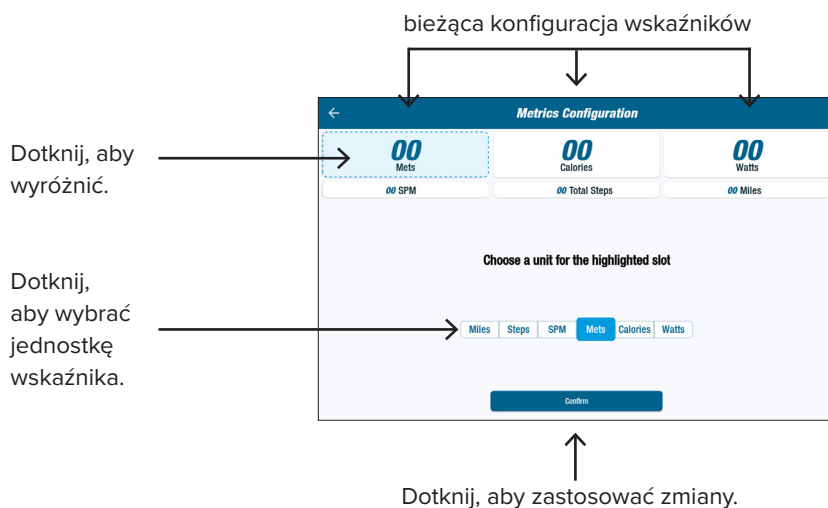 bieżąca konfiguracja wskaźników
Metrics Configuration
Dotknij, aby
wyróżnić.
00
Mets
00
Calories
00
Watts
00 SPM
00 Total Steps
00 Miles
Choose a unit for the highlighted slot
Dotknij,
aby wybrać
jednostkę
wskaźnika.
Miles Steps SPM Mets Calories Watts
Confirm
Dotknij, aby zastosować zmiany.